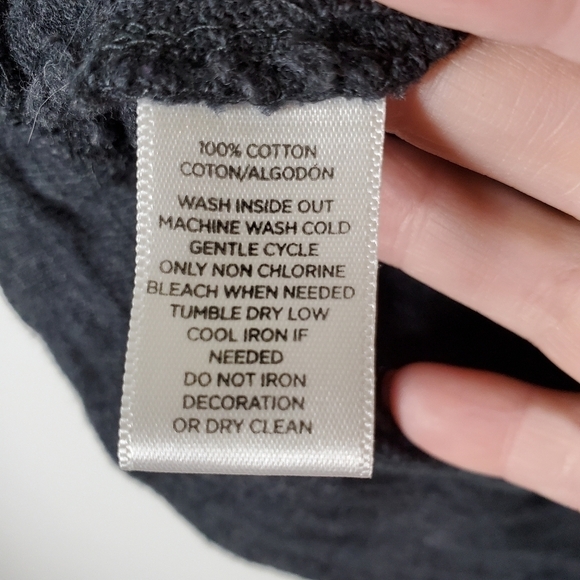 100% COTTON
COTON/ALGODÓN
WASH INSIDE OUT
MACHINE WASH COLD
GENTLE CYCLE
ONLY NON CHLORINE
BLEACH WHEN NEEDED
TUMBLE DRY LOW
COOL IRON IF
NEEDED
DO NOT IRON
DECORATION
OR DRY CLEAN